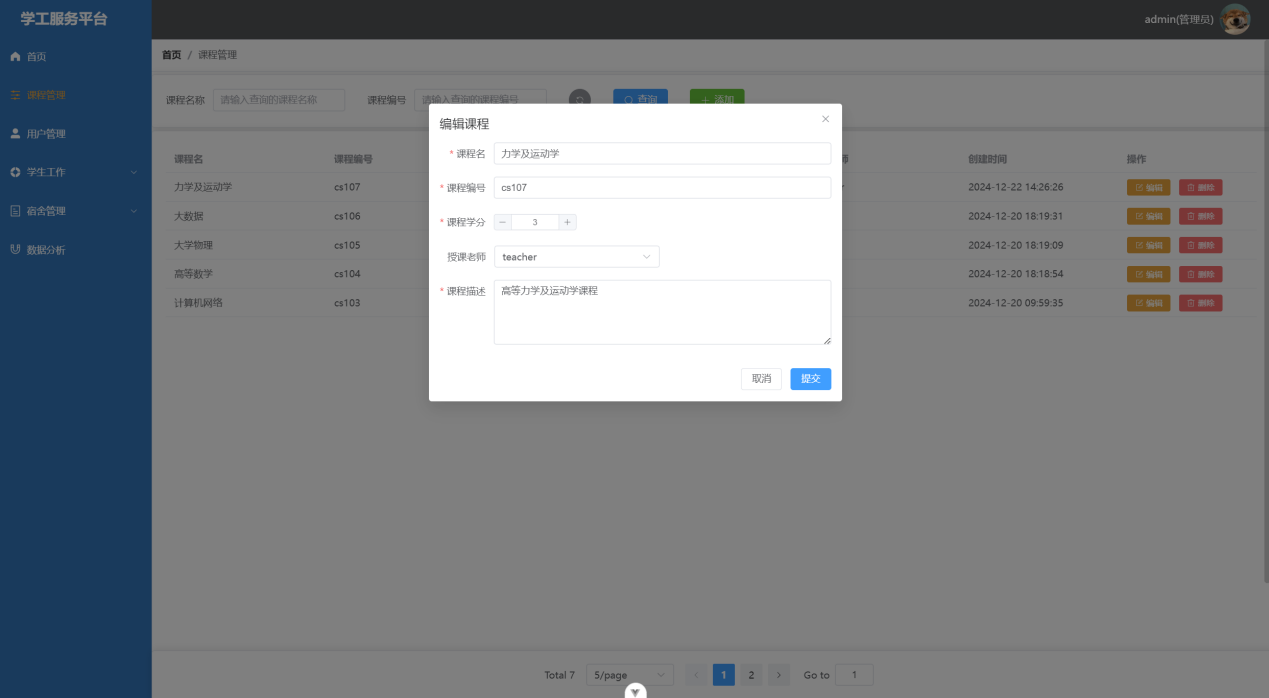 学工服务平台
admin(管理员)
首页
课程管理
用户管理
学生工作
宿舍管理
数据分析
首页 / 课程管理
课程名称 请输入查询的课程名称 课程编号 请输入查询的课程编号 查询 添加
课程名 课程编号 师 创建时间 操作
力学及运动学 cs107 2024-12-22 14:26:26 编辑 删除
大数据 cs106 2024-12-20 18:19:31 编辑 删除
大学物理 cs105 2024-12-20 18:19:09 编辑 删除
高等数学 cs104 2024-12-20 18:18:54 编辑 删除
计算机网络 cs103 2024-12-20 09:59:35 编辑 删除
编辑课程
* 课程名 力学及运动学
* 课程编号 cs107
* 课程学分 − 3 +
授课老师 teacher
* 课程描述 高等力学及运动学课程
取消 提交
Total 7 5/page 1 2 Go to 1